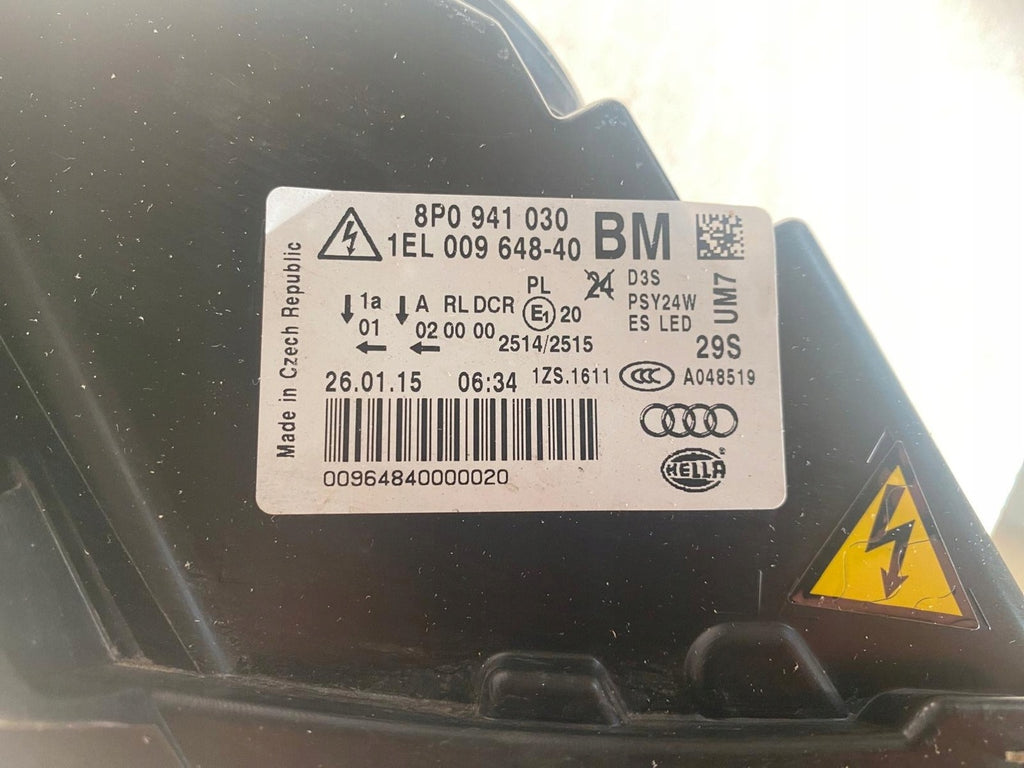 Made in Czech Republic
8P0 941 030
1EL 009 648-40 BM
1a A RL DCR PL 24 D3S
01 02 00 00 E1 20 PSY24W
2514/2515 ES LED UM7
29S
26.01.15 06:34 1ZS.1611 CCC A048519
00964840000020
HELLA ®